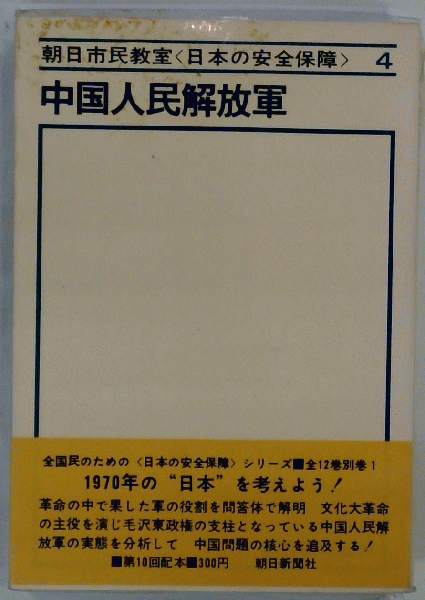 朝日市民教室〈日本の安全保障〉 4
中国人民解放軍
全国民のための〈日本の安全保障〉シリーズ■全12巻別巻1
1970年の“日本”を考えよう!
革命の中で果した軍の役割を問答体で解明 文化大革命
の主役を演じ毛沢東政権の支柱となっている中国人民解
放軍の実態を分析して 中国問題の核心を追及する!
■第10回配本■300円 朝日新聞社